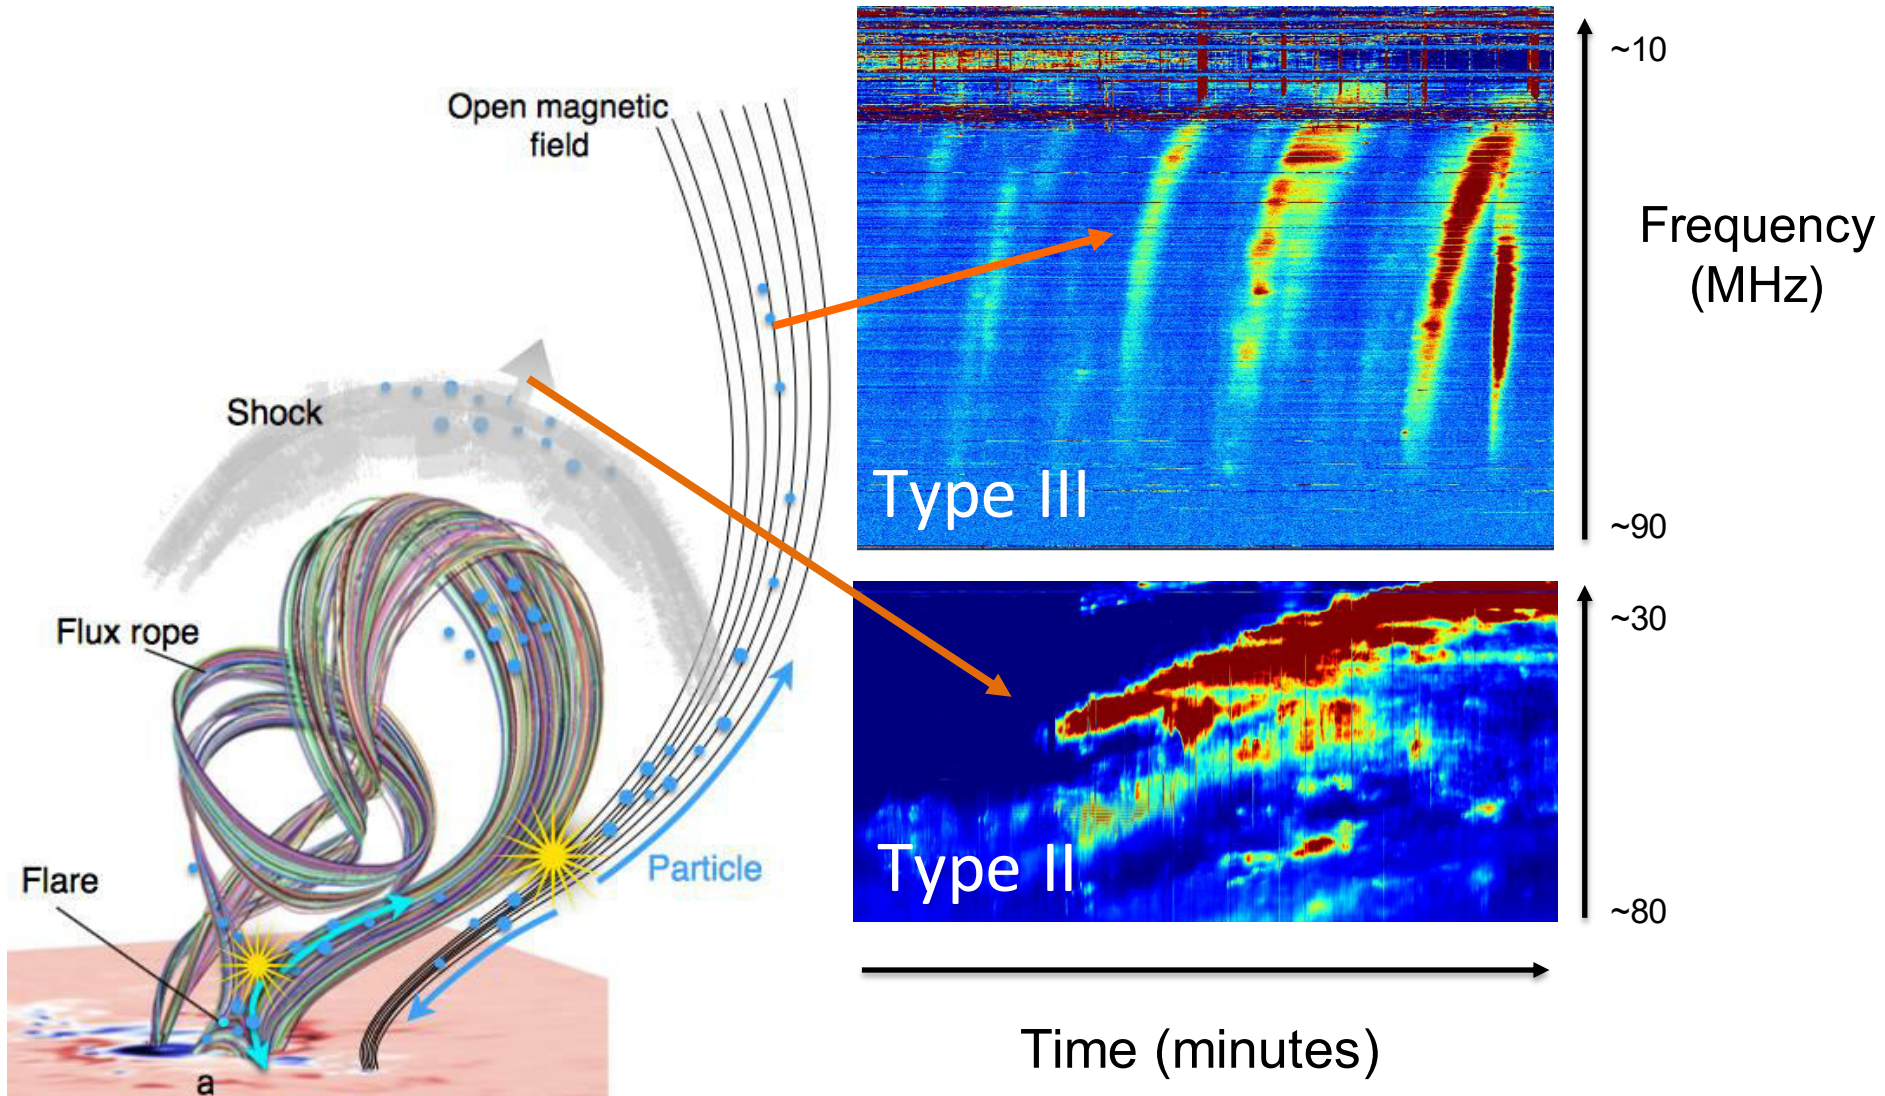 Open magnetic
field
Shock
Flux rope
Flare
Particle
a
Type III
~10
Frequency
(MHz)
~90
Type II
~30
~80
Time (minutes)